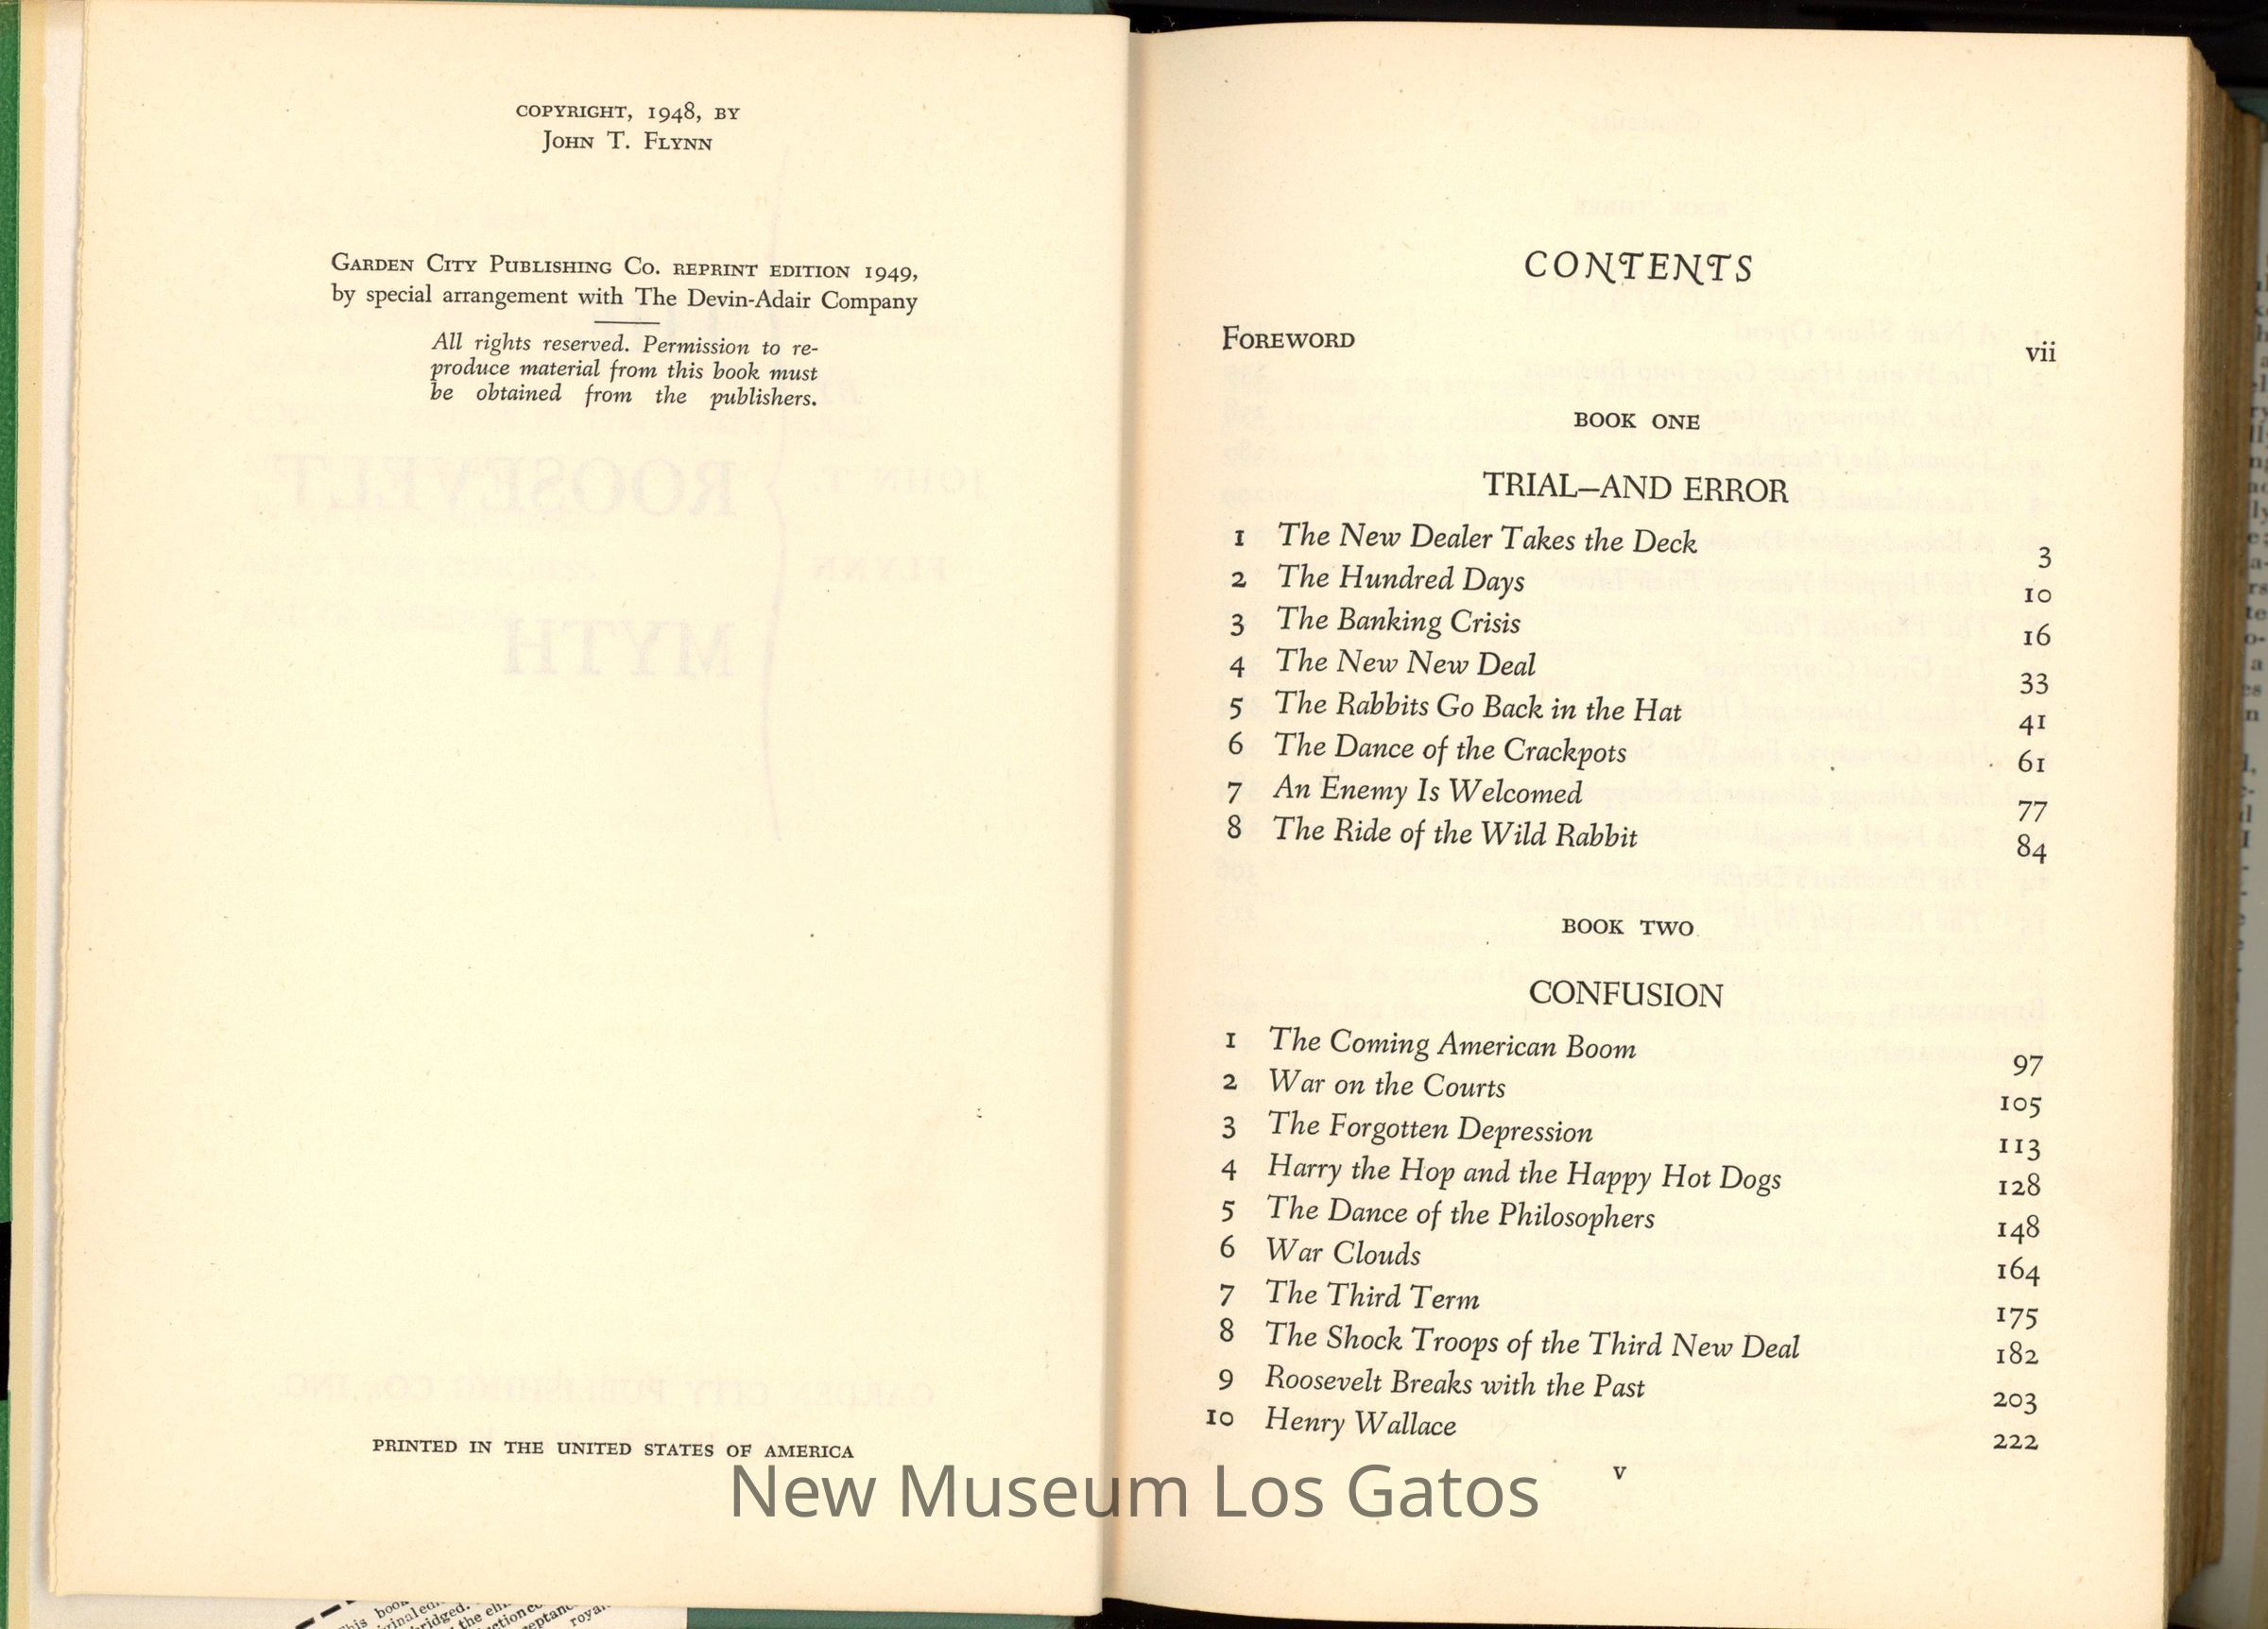 COPYRIGHT, 1948, BY
JOHN T. FLYNN
GARDEN CITY PUBLISHING CO. REPRINT EDITION 1949,
by special arrangement with The Devin-Adair Company
All rights reserved. Permission to re-
produce material from this book must
be obtained from the publishers.
PRINTED IN THE UNITED STATES OF AMERICA
CONTENTS
FOREWORD vii
BOOK ONE
TRIAL—AND ERROR
1 The New Dealer Takes the Deck 3
2 The Hundred Days 10
3 The Banking Crisis 16
4 The New New Deal 33
5 The Rabbits Go Back in the Hat 41
6 The Dance of the Crackpots 61
7 An Enemy Is Welcomed 77
8 The Ride of the Wild Rabbit 84
BOOK TWO
CONFUSION
1 The Coming American Boom 97
2 War on the Courts 105
3 The Forgotten Depression 113
4 Harry the Hop and the Happy Hot Dogs 128
5 The Dance of the Philosophers 148
6 War Clouds 164
7 The Third Term 175
8 The Shock Troops of the Third New Deal 182
9 Roosevelt Breaks with the Past 203
10 Henry Wallace 222
v
New Museum Los Gatos